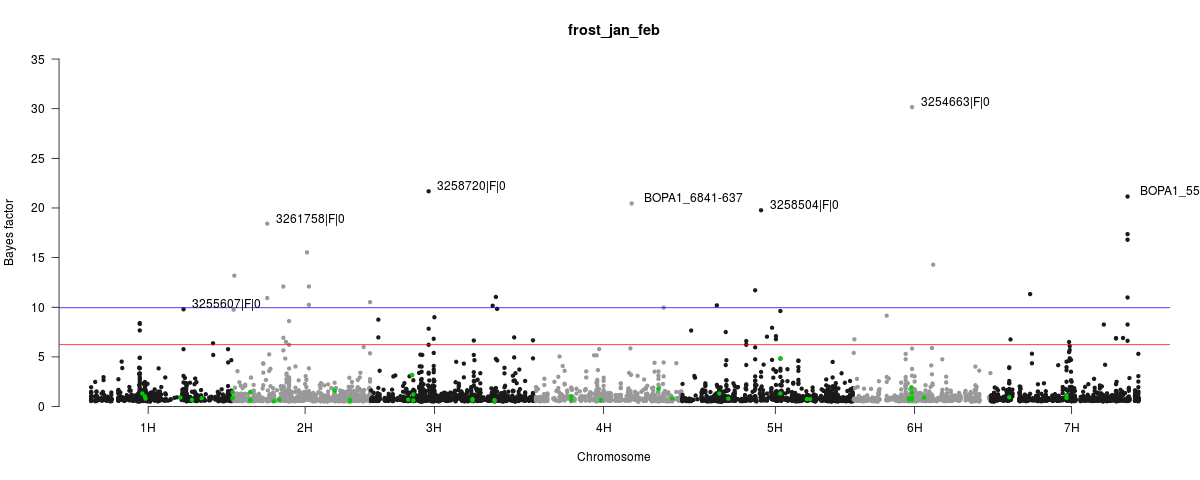 frost_jan_feb
35
30
25
20
15
10
5
0
Bayes factor
3254663|F|0
3258720|F|0
BOPA1_6841-637
3258504|F|0
BOPA1_55
3261758|F|0
3255607|F|0
1H 2H 3H 4H 5H 6H 7H
Chromosome